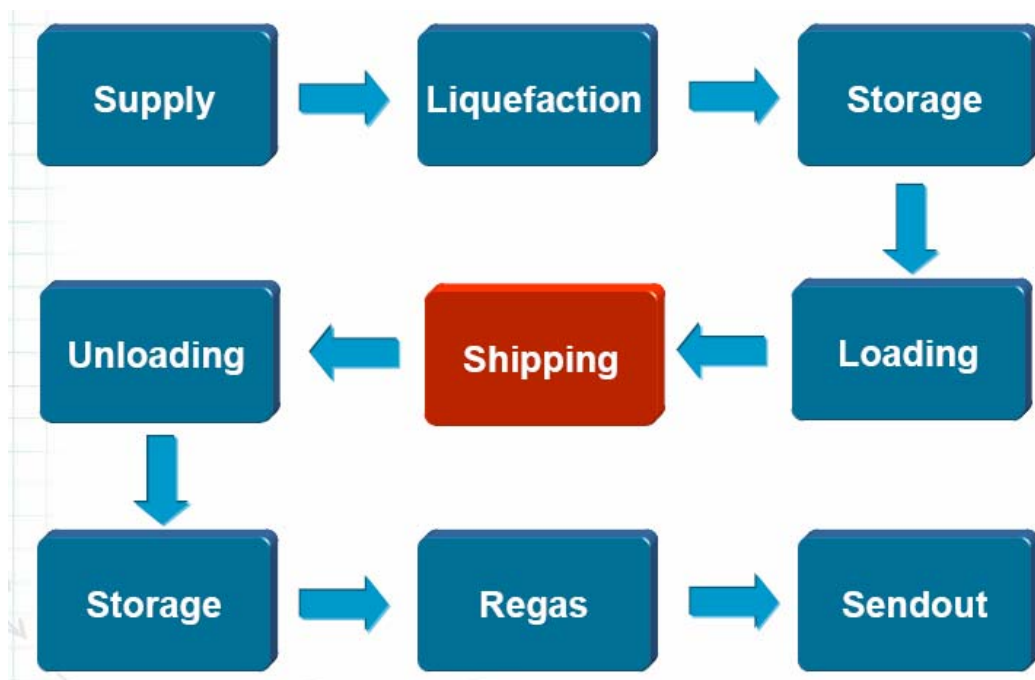 Supply
Liquefaction
Storage
Loading
Shipping
Unloading
Storage
Regas
Sendout